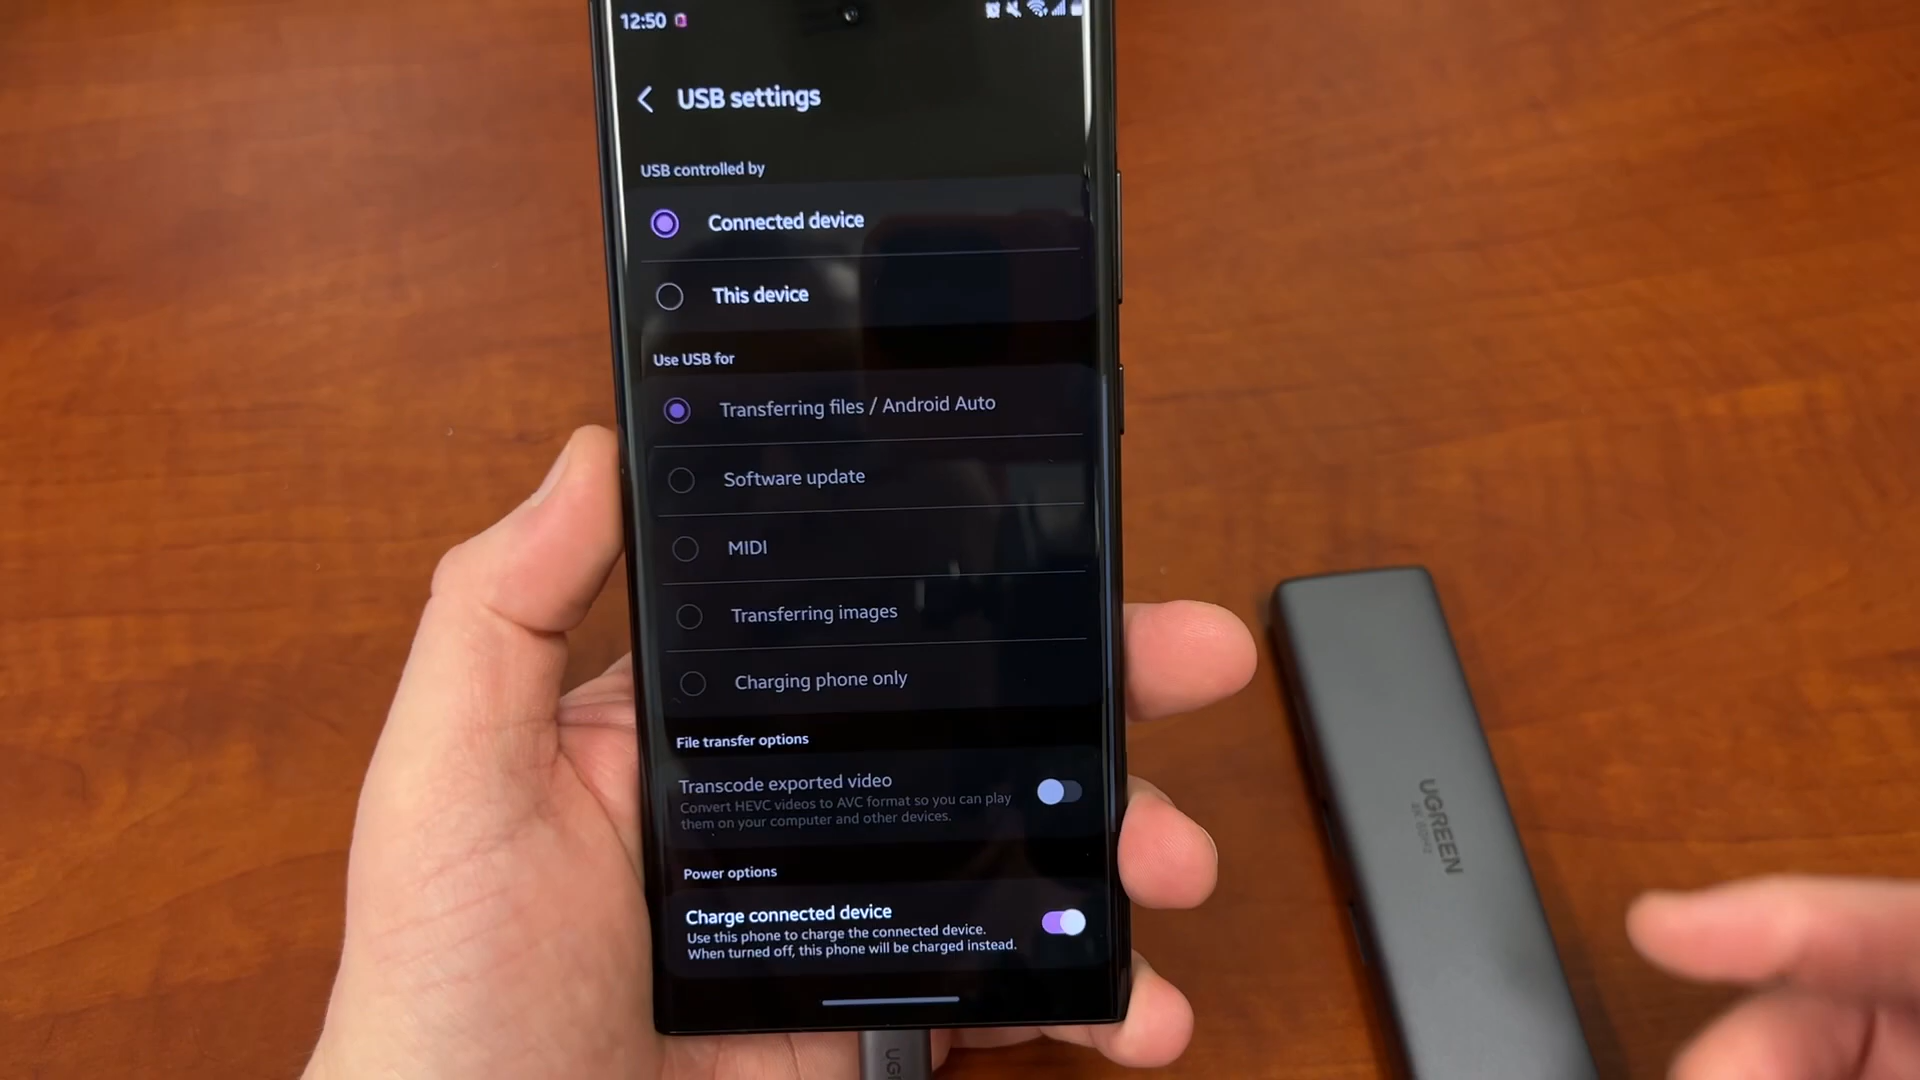 12:50
USB settings
USB controlled by
Connected device
This device
Use USB for
Transferring files / Android Auto
Software update
MIDI
Transferring images
Charging phone only
File transfer options
Transcode exported video
Convert HEVC videos to AVC format so you can play
them on your computer and other devices.
Power options
Charge connected device
Use this phone to charge the connected device.
When turned off, this phone will be charged instead.
UGREEN